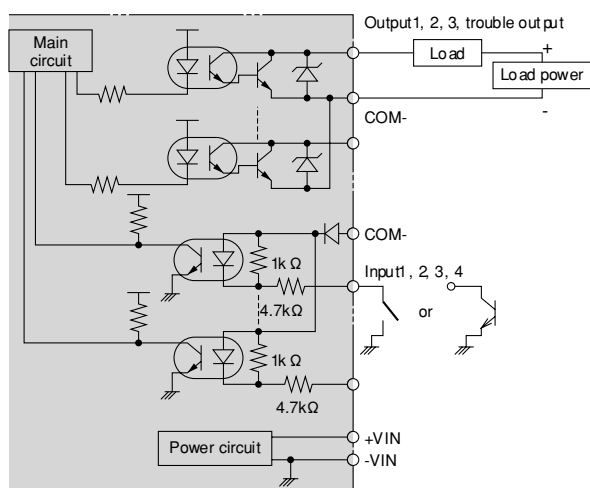 Output1, 2, 3, trouble output
Main
circuit
Load
+
Load power
-
COM-
COM-
1k Ω
Input1, 2, 3, 4
4.7kΩ
or
1k Ω
4.7kΩ
Power circuit
+VIN
-VIN